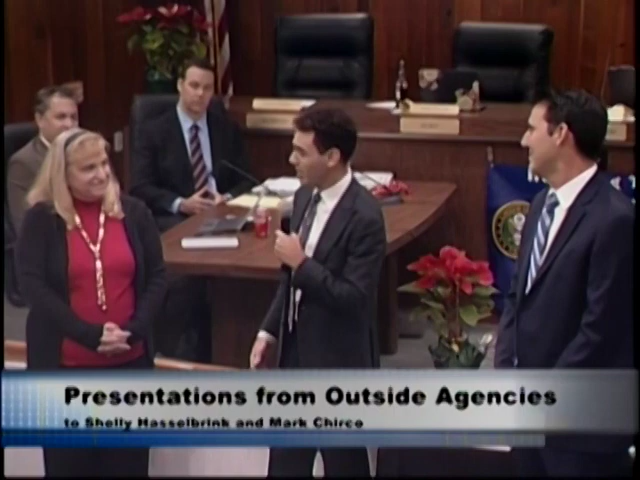 Presentations from Outside Agencies
to Shelly Hasselbrink and Mark Chirco